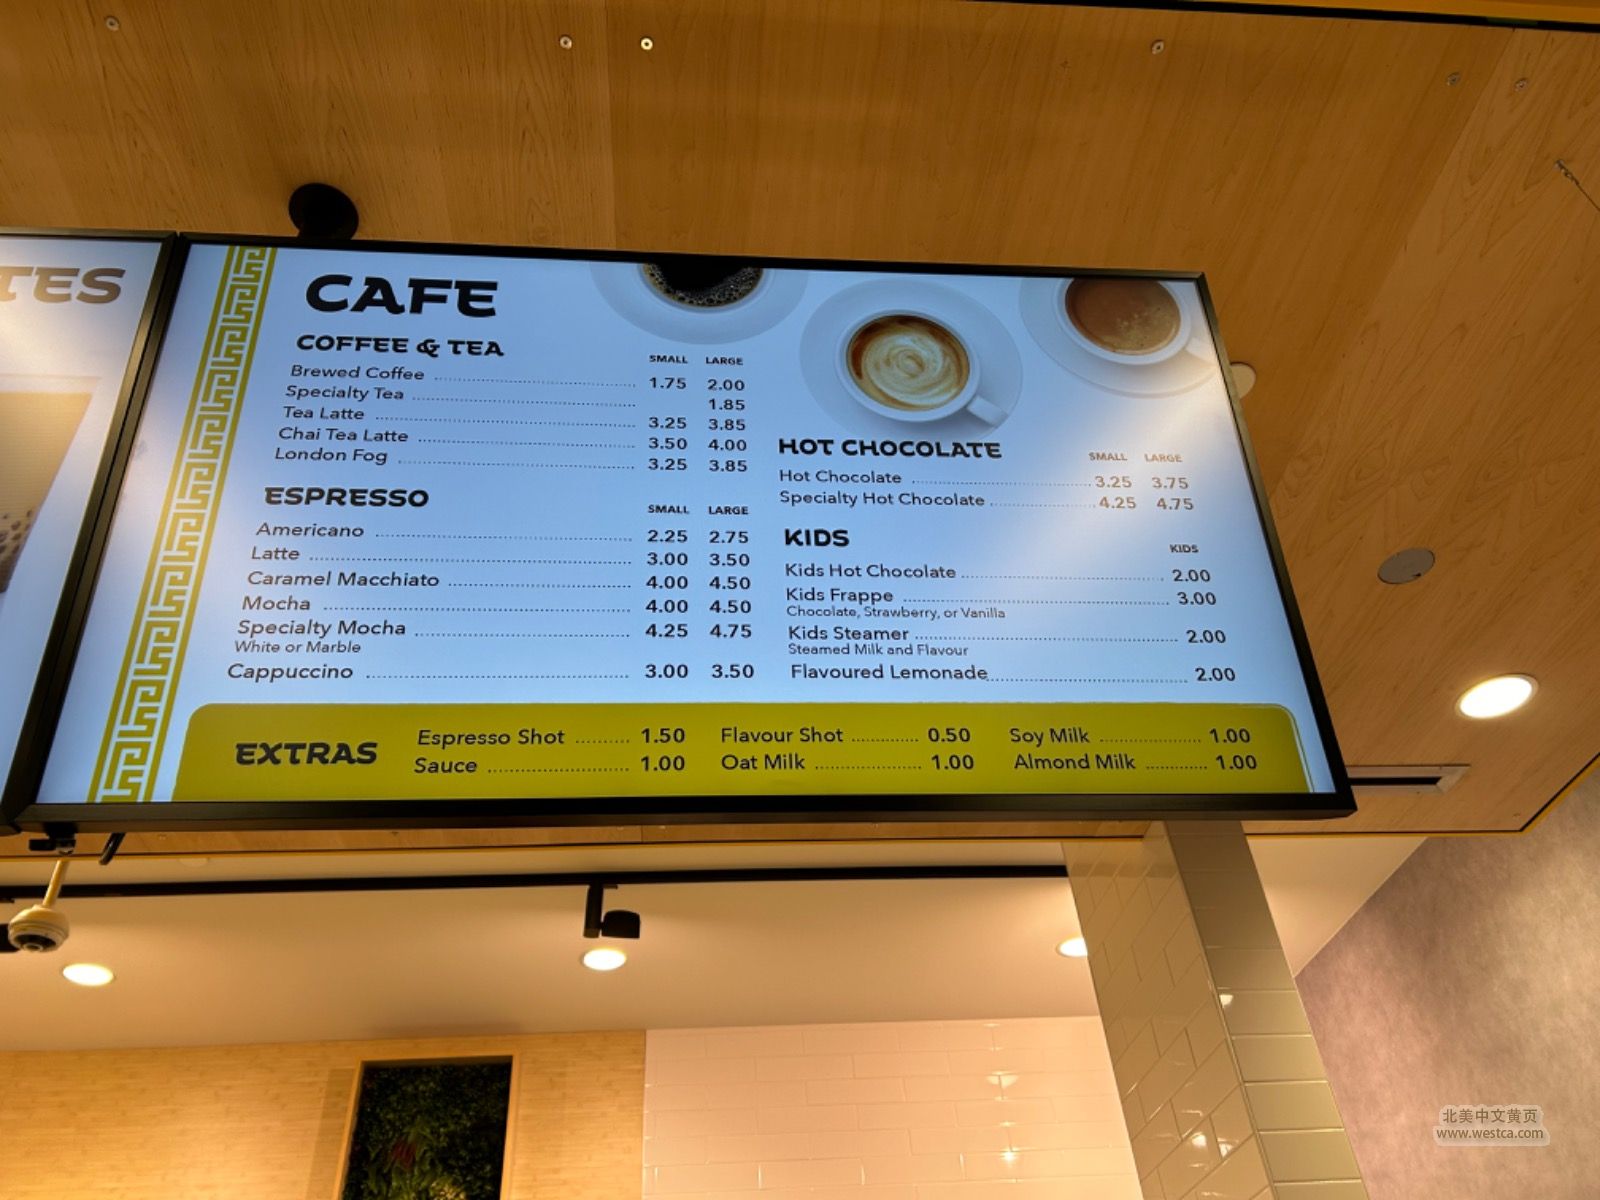 TES
CAFE
COFFEE & TEA
SMALL LARGE
Brewed Coffee 1.75 2.00
Specialty Tea 1.85
Tea Latte 3.25 3.85
Chai Tea Latte 3.50 4.00
London Fog 3.25 3.85
ESPRESSO
SMALL LARGE
Americano 2.25 2.75
Latte 3.00 3.50
Caramel Macchiato 4.00 4.50
Mocha 4.00 4.50
Specialty Mocha 4.25 4.75
White or Marble
Cappuccino 3.00 3.50
HOT CHOCOLATE
SMALL LARGE
Hot Chocolate 3.25 3.75
Specialty Hot Chocolate 4.25 4.75
KIDS
KIDS
Kids Hot Chocolate 2.00
Kids Frappe 3.00
Chocolate, Strawberry, or Vanilla
Kids Steamer 2.00
Steamed Milk and Flavour
Flavoured Lemonade 2.00
EXTRAS
Espresso Shot 1.50 Flavour Shot 0.50 Soy Milk 1.00
Sauce 1.00 Oat Milk 1.00 Almond Milk 1.00
北美中文黄页
www.westca.com